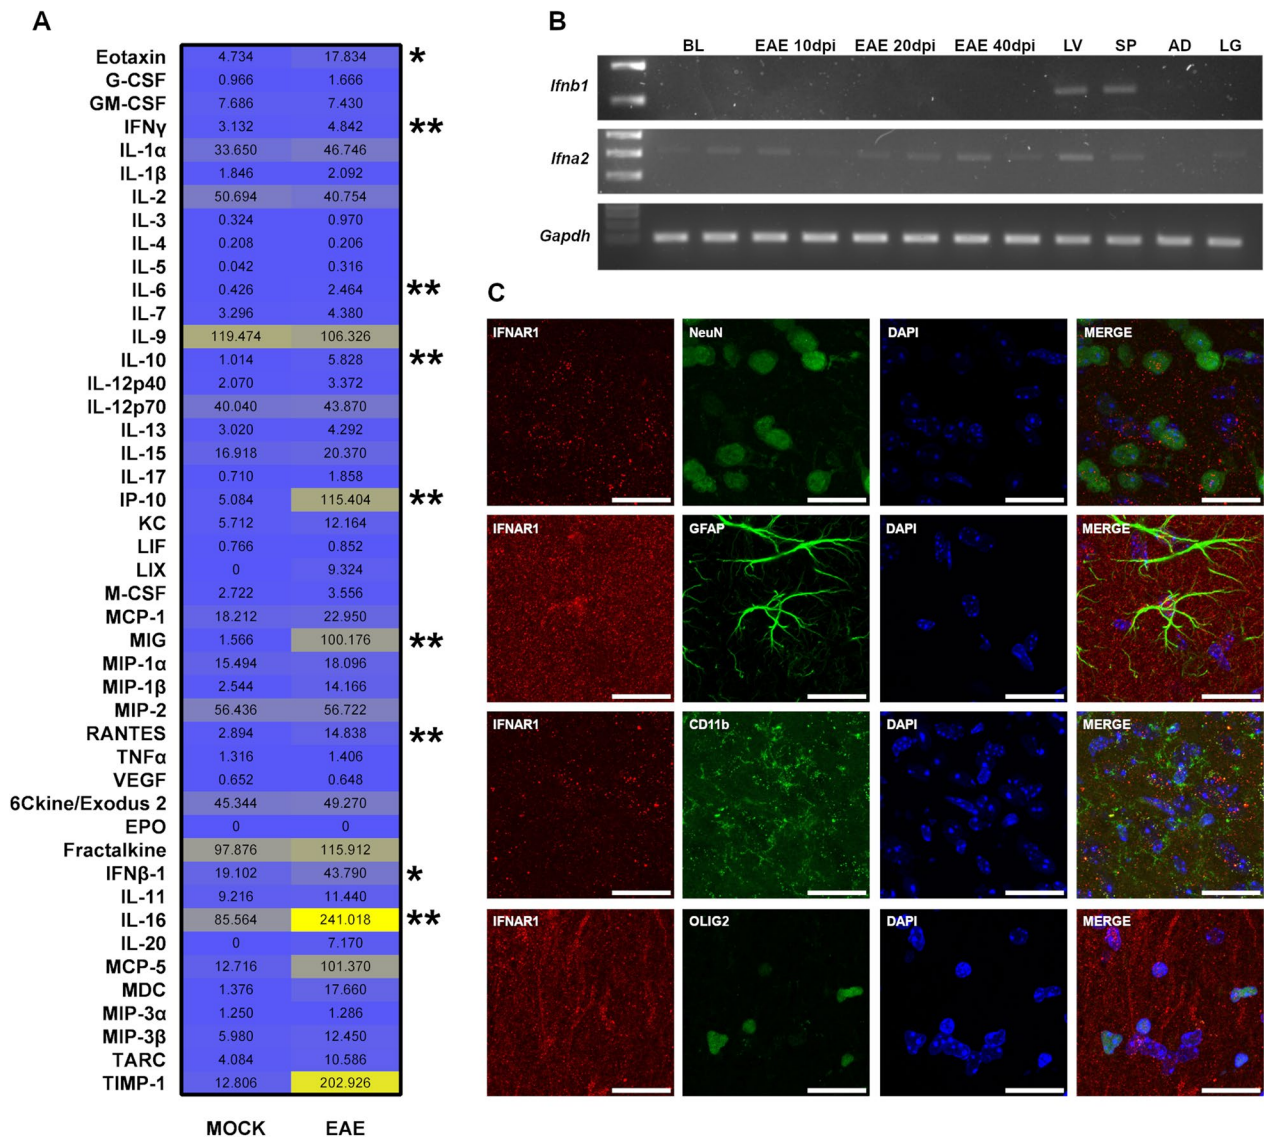 A
Eotaxin 4.734 17.834 *
G-CSF 0.966 1.666
GM-CSF 7.686 7.430
IFNγ 3.132 4.842 **
IL-1α 33.650 46.746
IL-1β 1.846 2.092
IL-2 50.694 40.754
IL-3 0.324 0.970
IL-4 0.208 0.206
IL-5 0.042 0.316
IL-6 0.426 2.464 **
IL-7 3.296 4.380
IL-9 119.474 106.326
IL-10 1.014 5.828 **
IL-12p40 2.070 3.372
IL-12p70 40.040 43.870
IL-13 3.020 4.292
IL-15 16.918 20.370
IL-17 0.710 1.858
IP-10 5.084 115.404 **
KC 5.712 12.164
LIF 0.766 0.852
LIX 0 9.324
M-CSF 2.722 3.556
MCP-1 18.212 22.950
MIG 1.566 100.176 **
MIP-1α 15.494 18.096
MIP-1β 2.544 14.166
MIP-2 56.436 56.722
RANTES 2.894 14.838 **
TNFα 1.316 1.406
VEGF 0.652 0.648
6Ckine/Exodus 2 45.344 49.270
EPO 0 0
Fractalkine 97.876 115.912
IFNβ-1 19.102 43.790 *
IL-11 9.216 11.440
IL-16 85.564 241.018 **
IL-20 0 7.170
MCP-5 12.716 101.370
MDC 1.376 17.660
MIP-3α 1.250 1.286
MIP-3β 5.980 12.450
TARC 4.084 10.586
TIMP-1 12.806 202.926
MOCK EAE
B
BL EAE 10dpi EAE 20dpi EAE 40dpi LV SP AD LG
Ifnb1
Ifna2
Gapdh
C
IFNAR1 NeuN DAPI MERGE
IFNAR1 GFAP DAPI MERGE
IFNAR1 CD11b DAPI MERGE
IFNAR1 OLIG2 DAPI MERGE